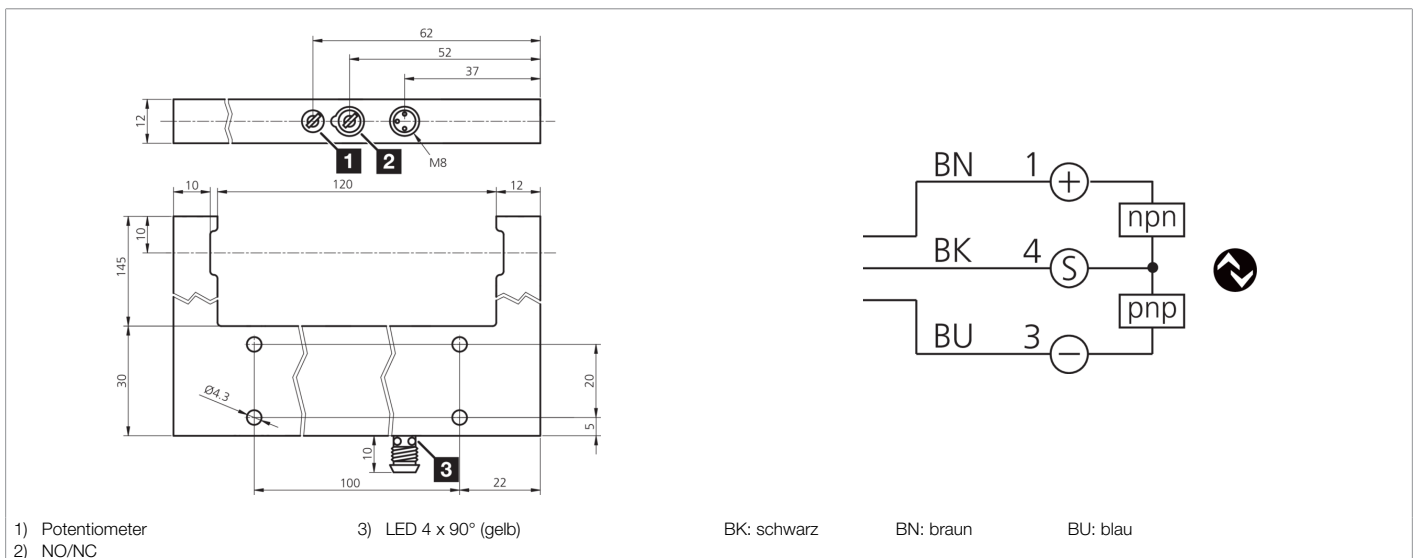 62
52
37
12
1
2
M8
10
120
12
10
145
30
Ø4.3
20
5
10
3
100
22
BN 1 +
npn
BK 4 S
pnp
BU 3 −
1) Potentiometer 3) LED 4 x 90° (gelb) BK: schwarz BN: braun BU: blau
2) NO/NC